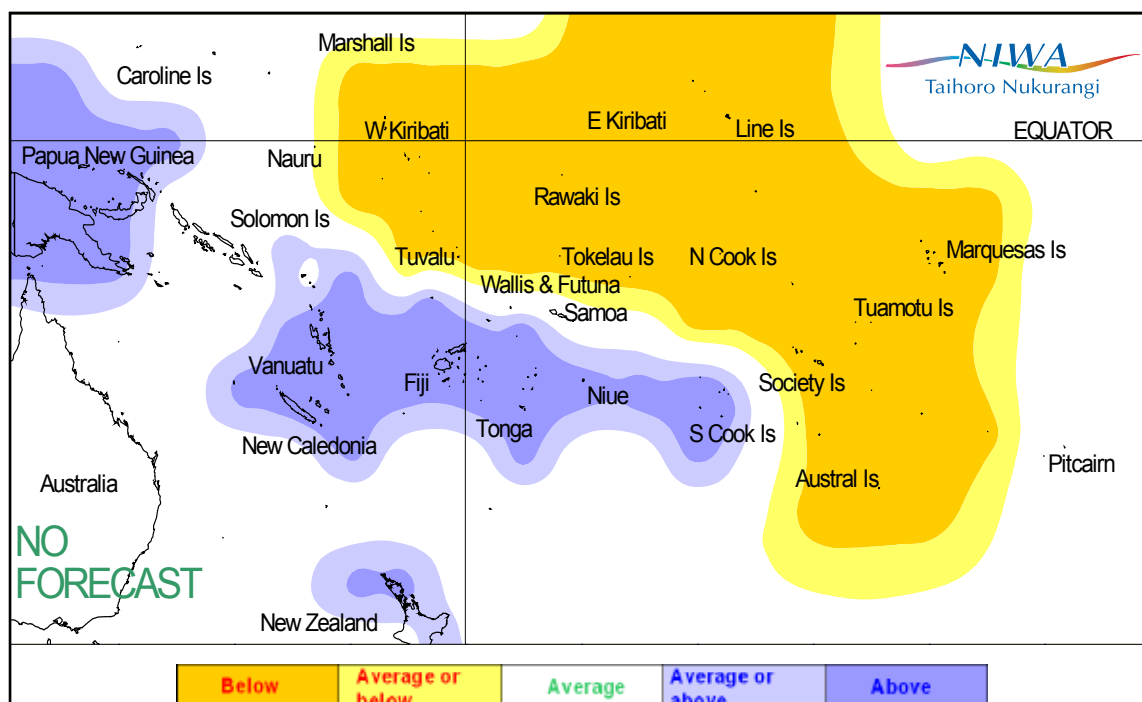 Marshall Is
NIWA
Taihoro Nukurangi
Caroline Is
W Kiribati
E Kiribati
Line Is
EQUATOR
Papua New Guinea
Nauru
Rawaki Is
Solomon Is
Tuvalu
Tokelau Is
N Cook Is
Marquesas Is
Wallis & Futuna
Samoa
Tuamotu Is
Vanuatu
Fiji
Niue
Society Is
New Caledonia
Tonga
S Cook Is
Pitcairn
Australia
Austral Is
NO
FORECAST
New Zealand
Below
Average or
below
Average
Average or
above
Above